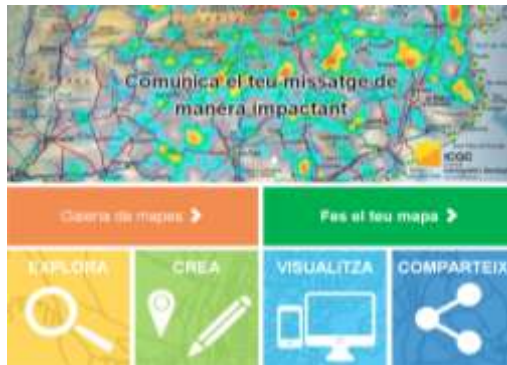 Comunica el teu missatge de
manera impactant
ICGC
Galeria de mapes
Fes el teu mapa
EXPLORA
CREA
VISUALITZA
COMPARTEIX